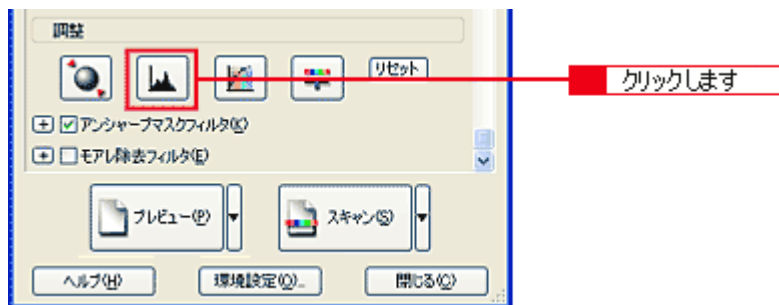 調整
リセット
クリックします
アンシャープマスクフィルタ(K)
モアレ除去フィルタ(E)
プレビュー(P)
スキャン(S)
ヘルプ(H)
環境設定(O)...
閉じる(C)